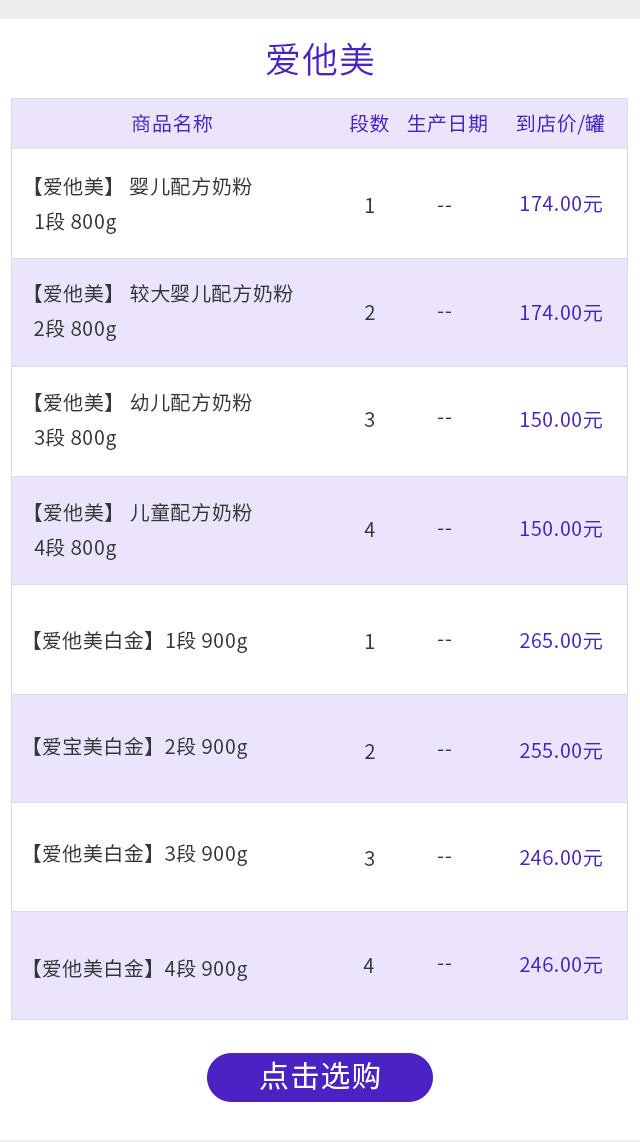 爱他美
商品名称 段数 生产日期 到店价/罐
【爱他美】 婴儿配方奶粉
1段 800g
1 -- 174.00元
【爱他美】 较大婴儿配方奶粉
2段 800g
2 -- 174.00元
【爱他美】 幼儿配方奶粉
3段 800g
3 -- 150.00元
【爱他美】 儿童配方奶粉
4段 800g
4 -- 150.00元
【爱他美白金】1段 900g 1 -- 265.00元
【爱宝美白金】2段 900g 2 -- 255.00元
【爱他美白金】3段 900g 3 -- 246.00元
【爱他美白金】4段 900g 4 -- 246.00元
点击选购